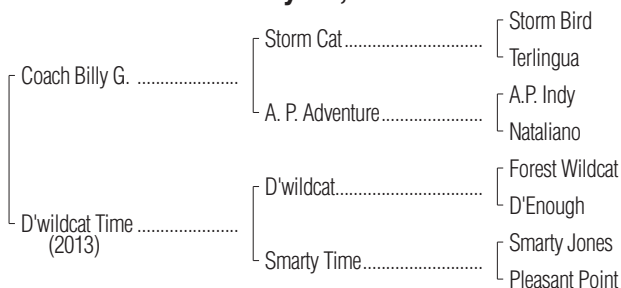 Storm Bird
Storm Cat................................
Terlingua
Coach Billy G. .......................
A.P. Indy
A. P. Adventure.......................
Nataliano
Forest Wildcat
D'wildcat..................................
D'Enough
D'wildcat Time .......................
(2013)
Smarty Jones
Smarty Time...........................
Pleasant Point